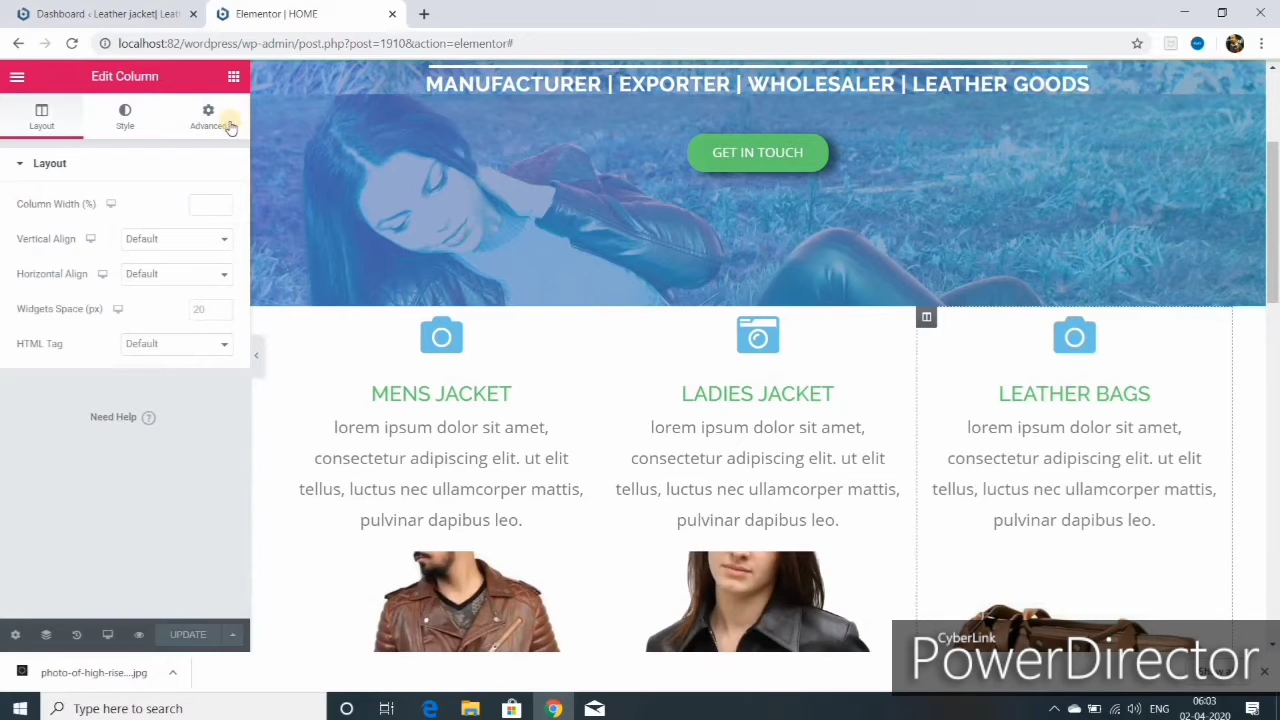 Dashboard ‹ Leather jacket| Leat
Elementor | HOME
localhost:82/wordpress/wp-admin/post.php?post=1910&action=elementor#
Edit Column
Layout
Style
Advanced
Layout
Column Width (%)
Vertical Align
Default
Horizontal Align
Default
Widgets Space (px)
20
HTML Tag
Default
Need Help
?
UPDATE
MANUFACTURER | EXPORTER | WHOLESALER | LEATHER GOODS
GET IN TOUCH
MENS JACKET
lorem ipsum dolor sit amet,
consectetur adipiscing elit. ut elit
tellus, luctus nec ullamcorper mattis,
pulvinar dapibus leo.
LADIES JACKET
lorem ipsum dolor sit amet,
consectetur adipiscing elit. ut elit
tellus, luctus nec ullamcorper mattis,
pulvinar dapibus leo.
LEATHER BAGS
lorem ipsum dolor sit amet,
consectetur adipiscing elit. ut elit
tellus, luctus nec ullamcorper mattis,
pulvinar dapibus leo.
CyberLink
PowerDirector
photo-of-high-rise....jpg
Type here to search
ENG
06:03
02-04-2020